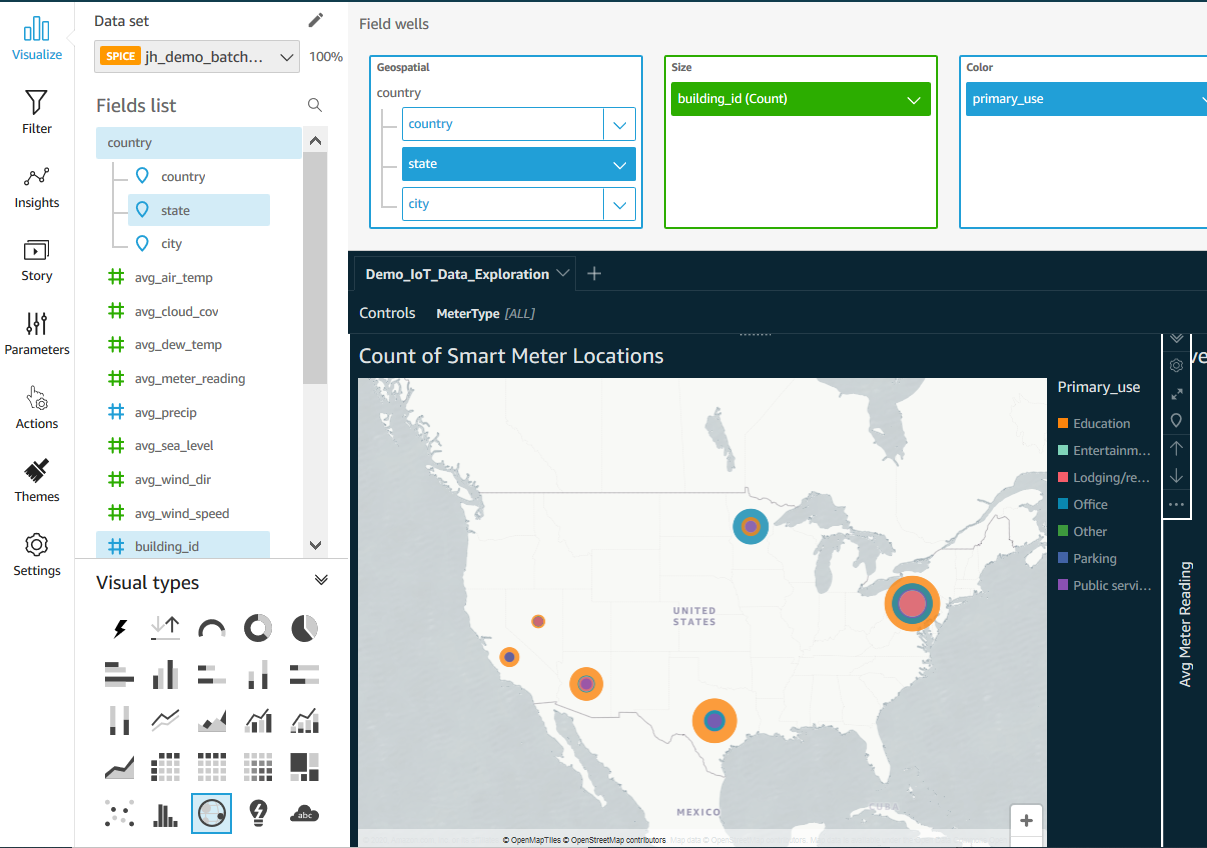 Data set
Visualize
SPICE jh_demo_batch... 100%
Filter
Insights
Story
Parameters
Actions
Themes
Settings
Fields list
country
country
state
city
avg_air_temp
avg_cloud_cov
avg_dew_temp
avg_meter_reading
avg_precip
avg_sea_level
avg_wind_dir
avg_wind_speed
building_id
Visual types
abc
Field wells
Geospatial
country
country
state
city
Size
building_id (Count)
Color
primary_use
Demo_IoT_Data_Exploration
Controls MeterType [ALL]
Count of Smart Meter Locations
UNITED
STATES
MEXICO
CUBA
© OpenMapTiles © OpenStreetMap contributors
Primary_use
Education
Entertainm...
Lodging/re...
Office
Other
Parking
Public servi...
Avg Meter Reading